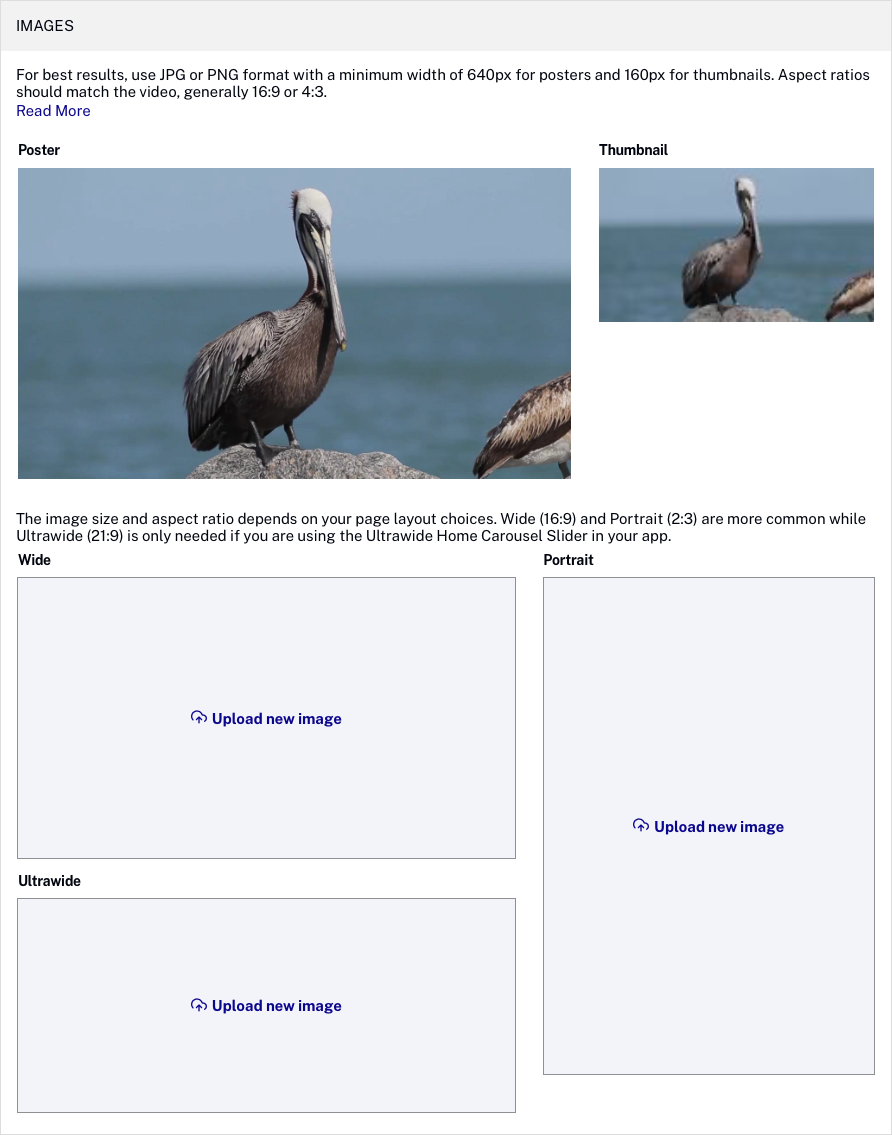 IMAGES
For best results, use JPG or PNG format with a minimum width of 640px for posters and 160px for thumbnails. Aspect ratios
should match the video, generally 16:9 or 4:3.
Read More
Poster
Thumbnail
The image size and aspect ratio depends on your page layout choices. Wide (16:9) and Portrait (2:3) are more common while
Ultrawide (21:9) is only needed if you are using the Ultrawide Home Carousel Slider in your app.
Wide
Portrait
Upload new image
Upload new image
Ultrawide
Upload new image